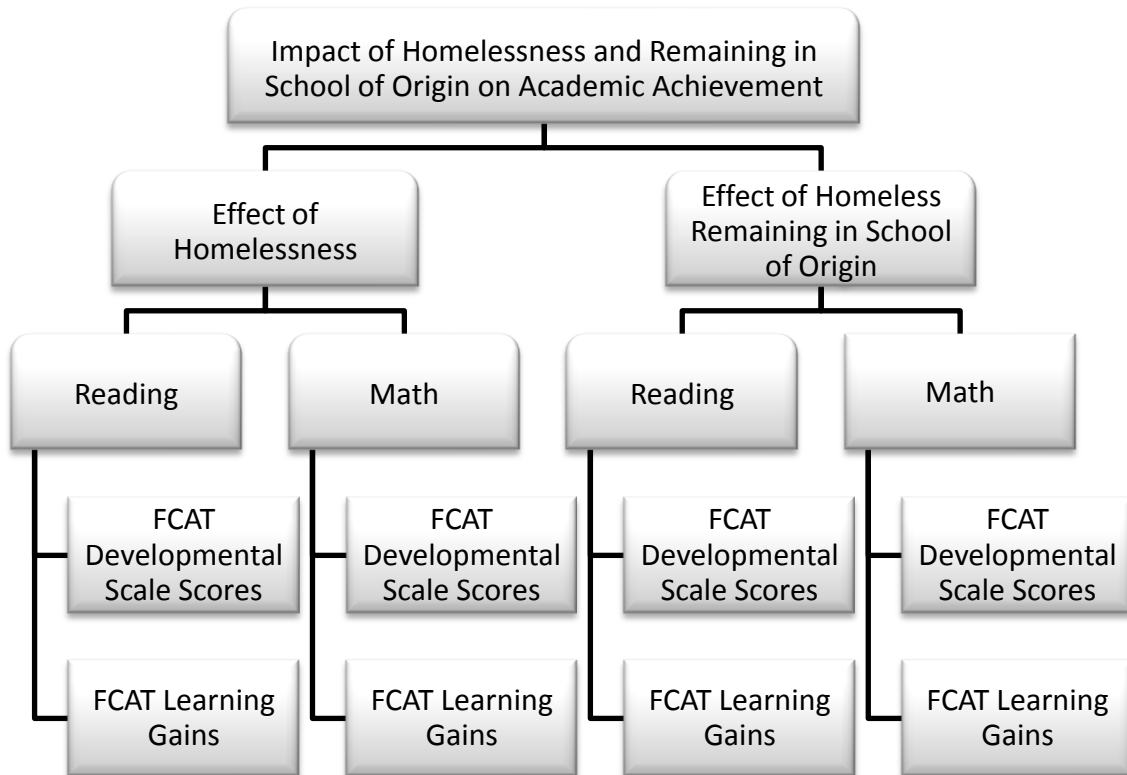 Impact of Homelessness and Remaining in
School of Origin on Academic Achievement
Effect of
Homelessness
Effect of Homeless
Remaining in School
of Origin
Reading
Math
Reading
Math
FCAT
Developmental
Scale Scores
FCAT
Developmental
Scale Scores
FCAT
Developmental
Scale Scores
FCAT
Developmental
Scale Scores
FCAT Learning
Gains
FCAT Learning
Gains
FCAT Learning
Gains
FCAT Learning
Gains